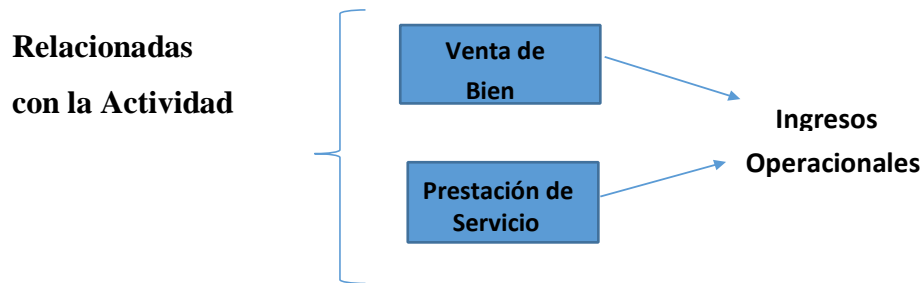 Relacionadas
con la Actividad
Venta de
Bien
Prestación de
Servicio
Ingresos
Operacionales